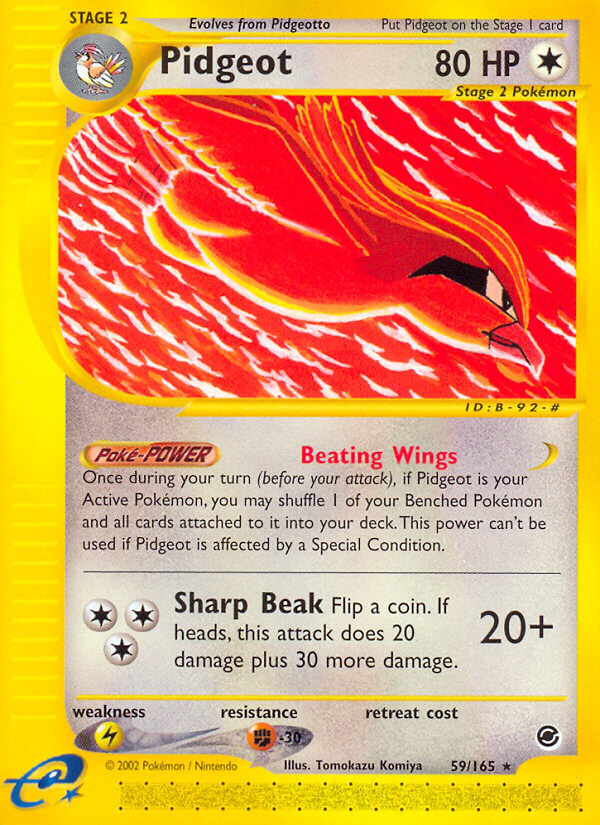 STAGE 2
Evolves from Pidgeotto
Put Pidgeot on the Stage 1 card
Pidgeot
80 HP
Stage 2 Pokémon
ID:B-92-#
Poké-POWER
Beating Wings
Once during your turn (before your attack), if Pidgeot is your
Active Pokémon, you may shuffle 1 of your Benched Pokémon
and all cards attached to it into your deck. This power can't be
used if Pidgeot is affected by a Special Condition.
Sharp Beak Flip a coin. If
heads, this attack does 20
damage plus 30 more damage.
20+
weakness
resistance
retreat cost
-30
© 2002 Pokémon / Nintendo
Illus. Tomokazu Komiya
59/165 ★
e